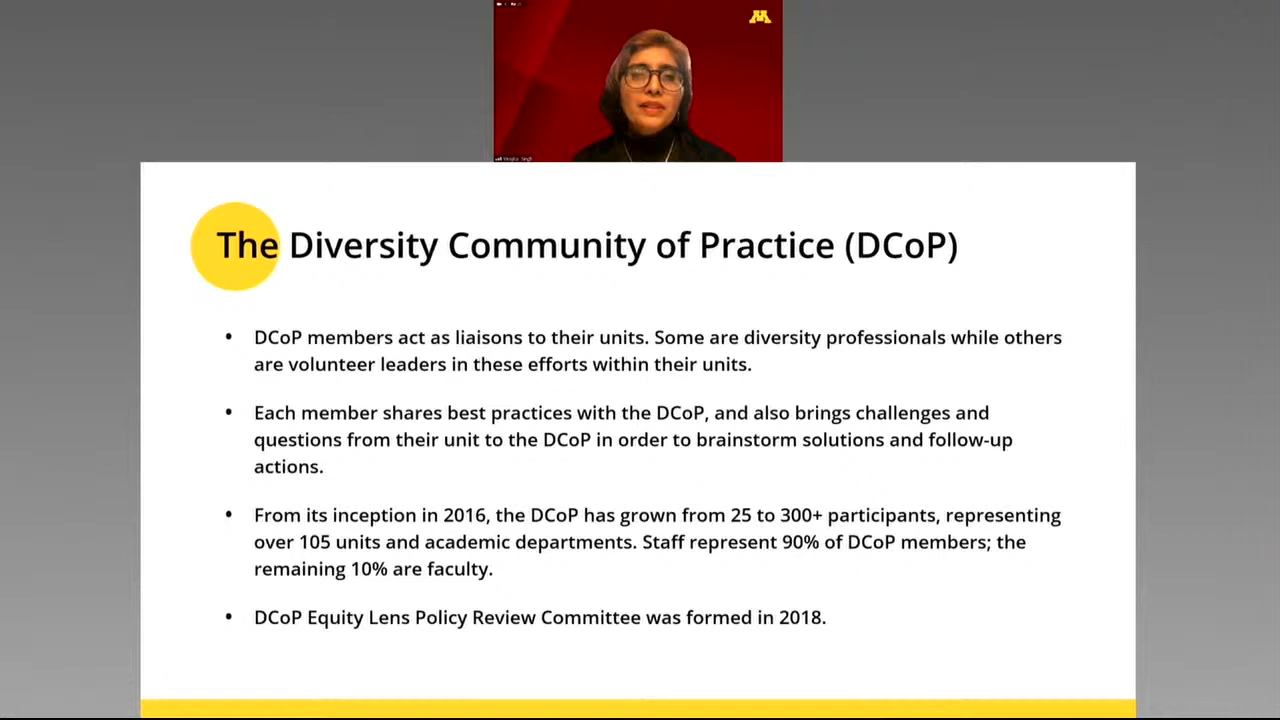 M
The Diversity Community of Practice (DCoP)
• DCoP members act as liaisons to their units. Some are diversity professionals while others
are volunteer leaders in these efforts within their units.
• Each member shares best practices with the DCoP, and also brings challenges and
questions from their unit to the DCoP in order to brainstorm solutions and follow-up
actions.
• From its inception in 2016, the DCoP has grown from 25 to 300+ participants, representing
over 105 units and academic departments. Staff represent 90% of DCoP members; the
remaining 10% are faculty.
• DCoP Equity Lens Policy Review Committee was formed in 2018.